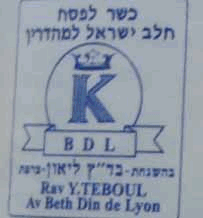 כשר לפסח
חלב ישראל למהדרין
K
BDL
בהשגחת-בד"ץ ליאון-צרפת
Rav Y.TEBOUL
Av Beth Din de Lyon